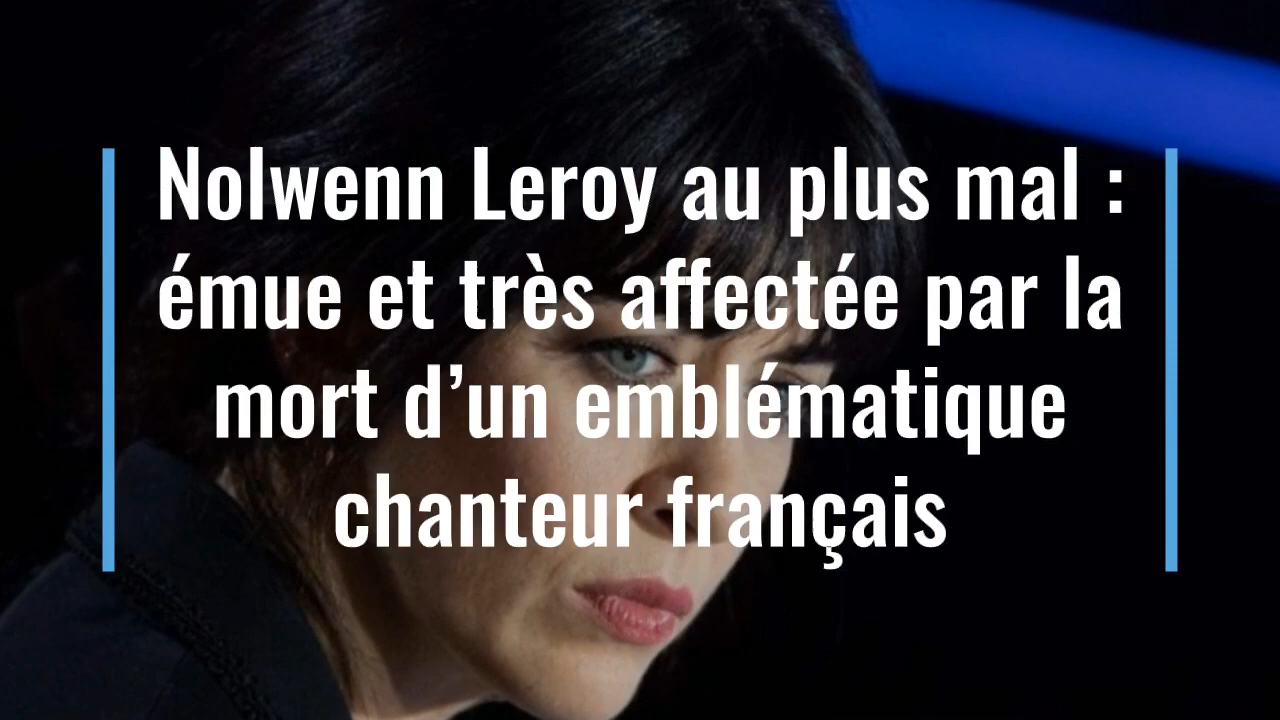 Nolwenn Leroy au plus mal :
émue et très affectée par la
mort d’un emblématique
chanteur français